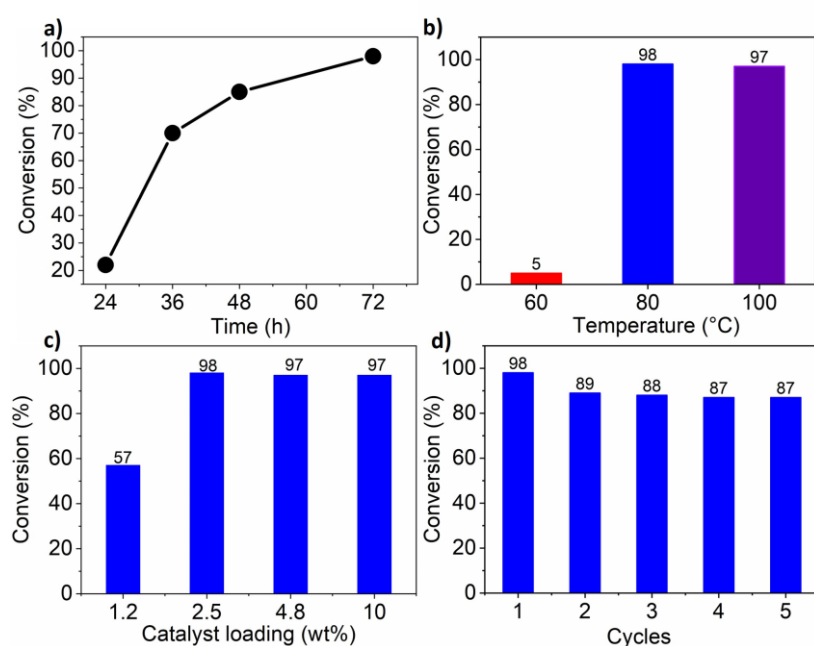 a)
100
90
80
70
60
50
40
30
20
24 36 48 60 72
Time (h)
Conversion (%)
b)
100
80
60
40
20
0
5
98
97
60 80 100
Temperature (°C)
Conversion (%)
c)
100
80
60
40
20
0
57
98
97
97
1.2 2.5 4.8 10
Catalyst loading (wt%)
Conversion (%)
d)
100
80
60
40
20
0
98
89
88
87
87
1 2 3 4 5
Cycles
Conversion (%)